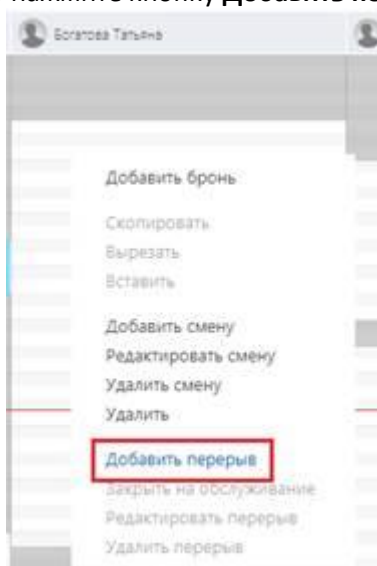 Богатова Татьяна
Добавить бронь
Скопировать
Вырезать
Вставить
Добавить смену
Редактировать смену
Удалить смену
Удалить
Добавить перерыв
Закрыть на обслуживание
Редактировать перерыв
Удалить перерыв